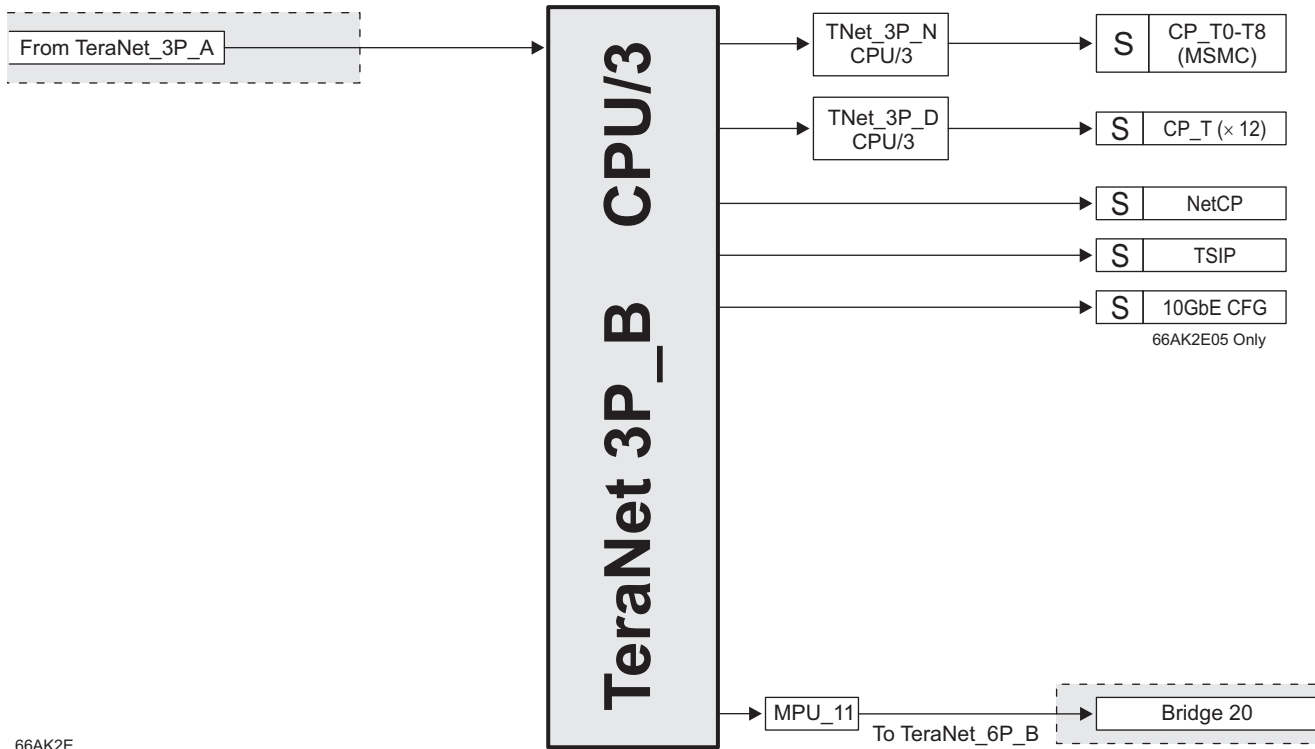 From TeraNet_3P_A
TeraNet 3P_B CPU/3
TNet_3P_N
CPU/3
S
CP_T0-T8
(MSMC)
TNet_3P_D
CPU/3
S
CP_T (× 12)
S
NetCP
S
TSIP
S
10GbE CFG
66AK2E05 Only
MPU_11
To TeraNet_6P_B
Bridge 20
66AK2E